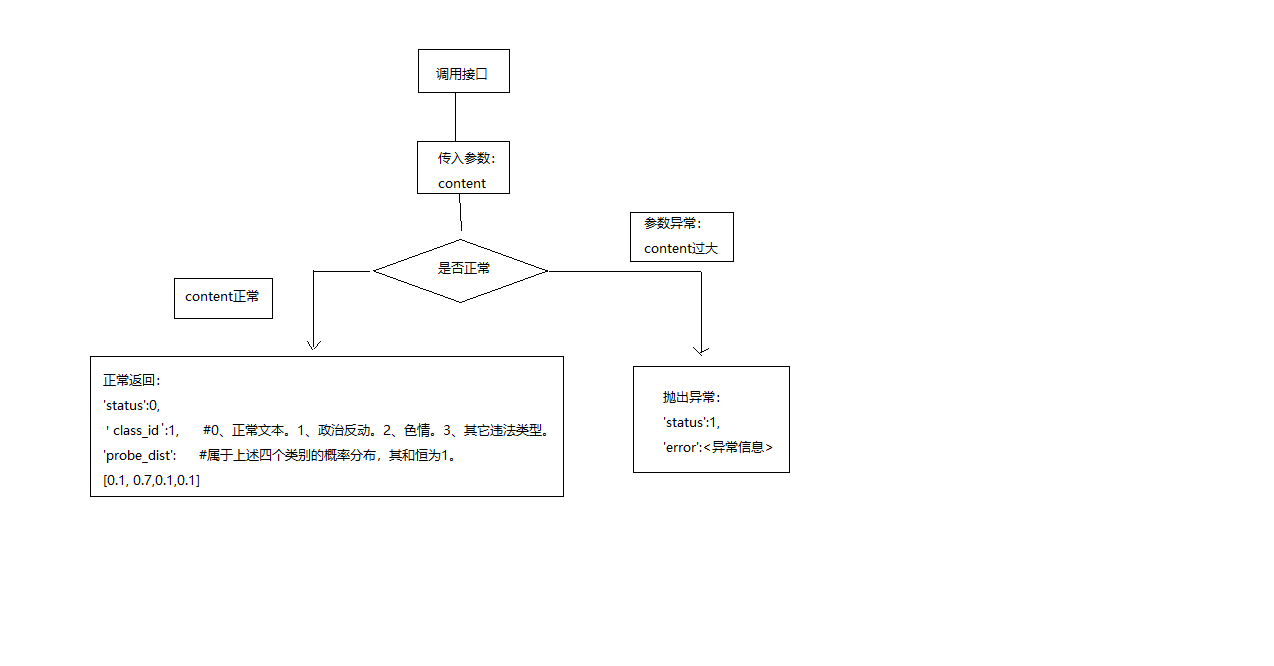 调用接口
传入参数：
content
是否正常
参数异常：
content过大
content正常
正常返回：
'status':0,
' class_id':1, #0、正常文本。1、政治反动。2、色情。3、其它违法类型。
'probe_dist': #属于上述四个类别的概率分布，其和恒为1。
[0.1, 0.7,0.1,0.1]
抛出异常：
'status':1,
'error':<异常信息>